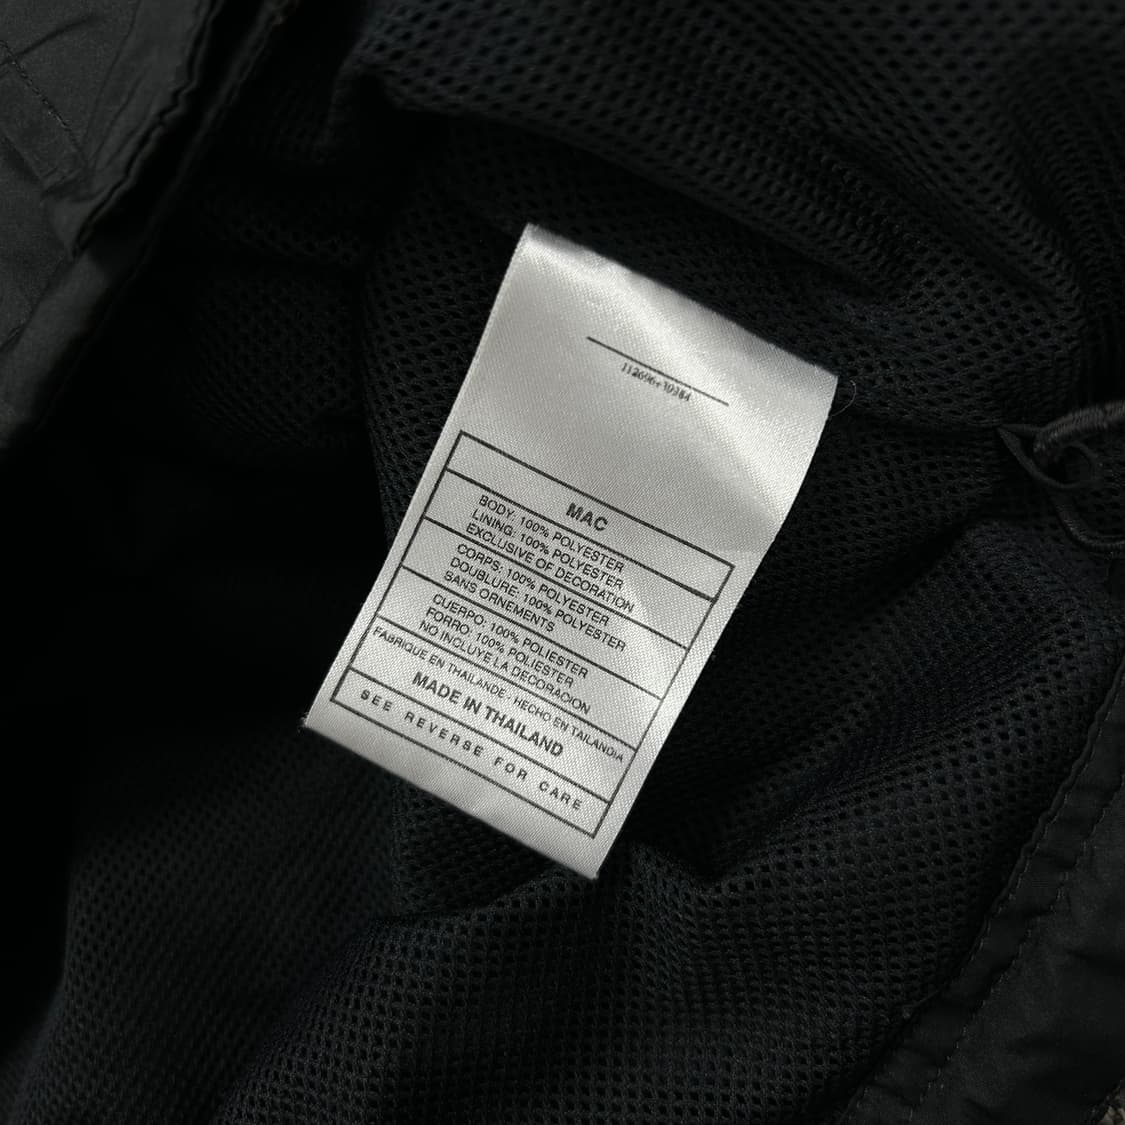 MAC
BODY: 100% POLYESTER
LINING: 100% POLYESTER
EXCLUSIVE OF DECORATION
CORPS: 100% POLYESTER
DOUBLURE: 100% POLYESTER
SANS ORNEMENTS
CUERPO: 100% POLIESTER
FORRO: 100% POLIESTER
NO INCLUYE LA DECORACION
FABRIQUE EN THAILANDE · HECHO EN TAILANDIA
MADE IN THAILAND
SEE REVERSE FOR CARE